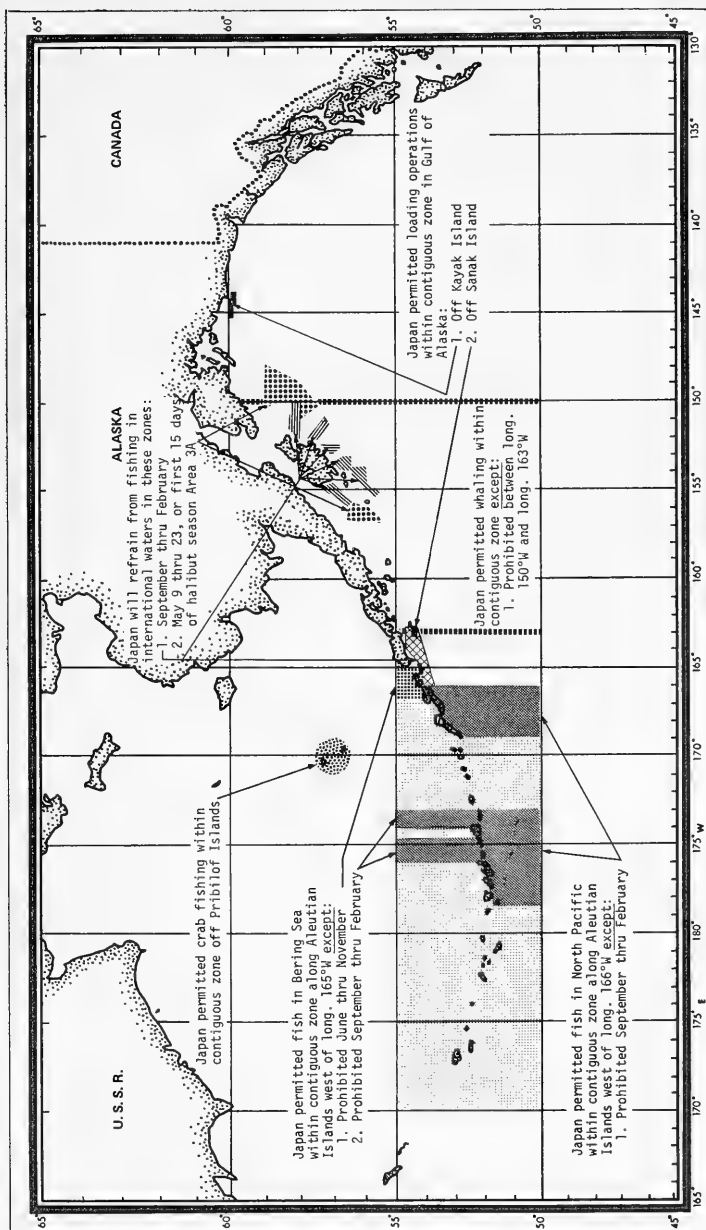 U.S.S.R.
ALASKA
CANADA
Japan will refrain from fishing in
international waters in these zones:
1. September thru February
2. May 9 thru 23, or first 15 days
of halibut season Area 3A
Japan permitted crab fishing within
contiguous zone off Pribilof Islands
Japan permitted fish in Bering Sea
within contiguous zone along Aleutian
Islands west of long. 165°W except:
1. Prohibited June thru November
2. Prohibited September thru February
Japan permitted loading operations
within contiguous zone in Gulf of
Alaska:
1. Off Kayak Island
2. Off Sanak Island
Japan permitted whaling within
contiguous zone except:
1. Prohibited between long.
150°W and long. 163°W
Japan permitted fish in North Pacific
within contiguous zone along Aleutian
Islands west of long. 166°W except:
1. Prohibited September thru February
65°
60°
55°
50°
45°
65°
60°
55°
50°
45°
165°
170°
175°
E
180°
W
175°
170°
165°
160°
155°
150°
145°
140°
135°
130°